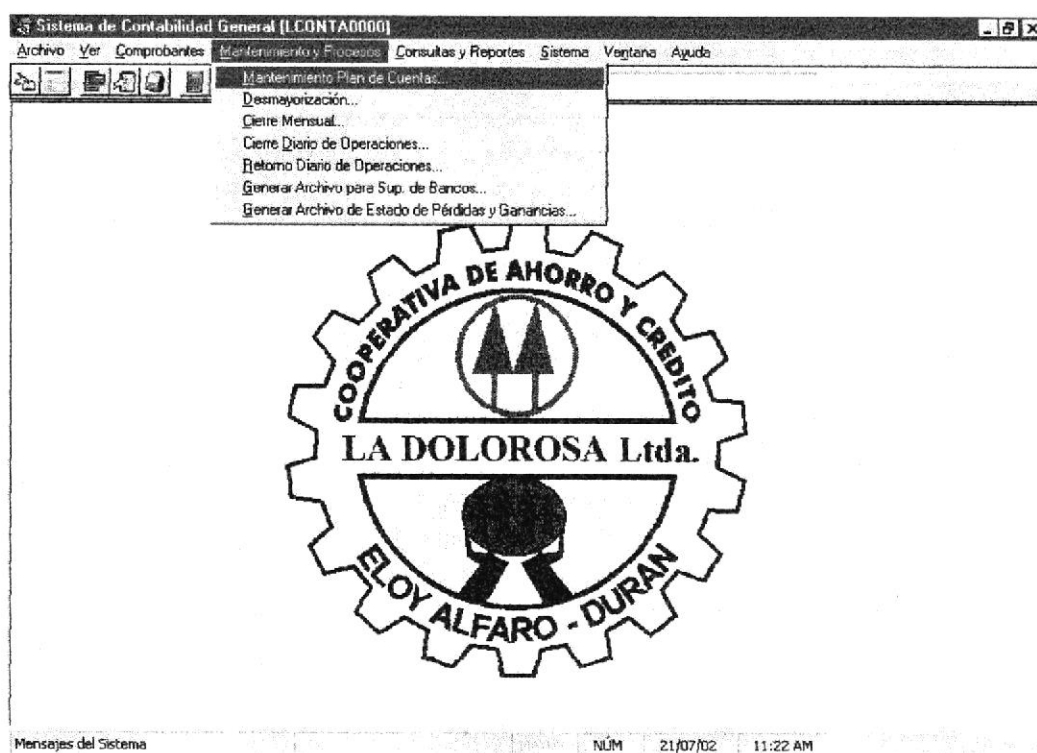 Sistema de Contabilidad General [LCONTA0000]
Archivo Ver Comprobantes Mantenimiento y Procesos Consultas y Reportes Sistema Ventana Ayuda
Mantenimiento Plan de Cuentas...
Desmayorización...
Cierre Mensual...
Cierre Diario de Operaciones...
Retorno Diario de Operaciones...
Generar Archivo para Sup. de Bancos...
Generar Archivo de Estado de Pérdidas y Ganancias...
COOPERATIVA DE AHORRO Y CREDITO
LA DOLOROSA Ltda.
ELOY ALFARO - DURAN
Mensajes del Sistema NÚM 21/07/02 11:22 AM